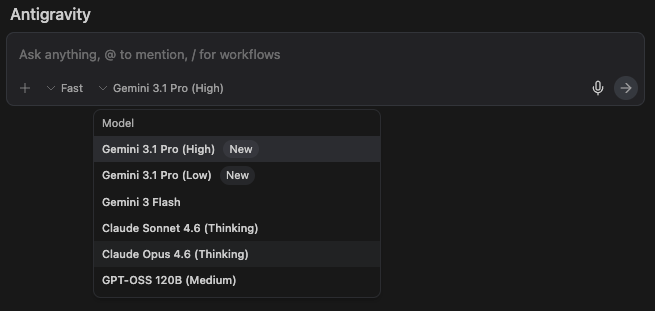 Antigravity
Ask anything, @ to mention, / for workflows
Fast Gemini 3.1 Pro (High)
Model
Gemini 3.1 Pro (High) New
Gemini 3.1 Pro (Low) New
Gemini 3 Flash
Claude Sonnet 4.6 (Thinking)
Claude Opus 4.6 (Thinking)
GPT-OSS 120B (Medium)